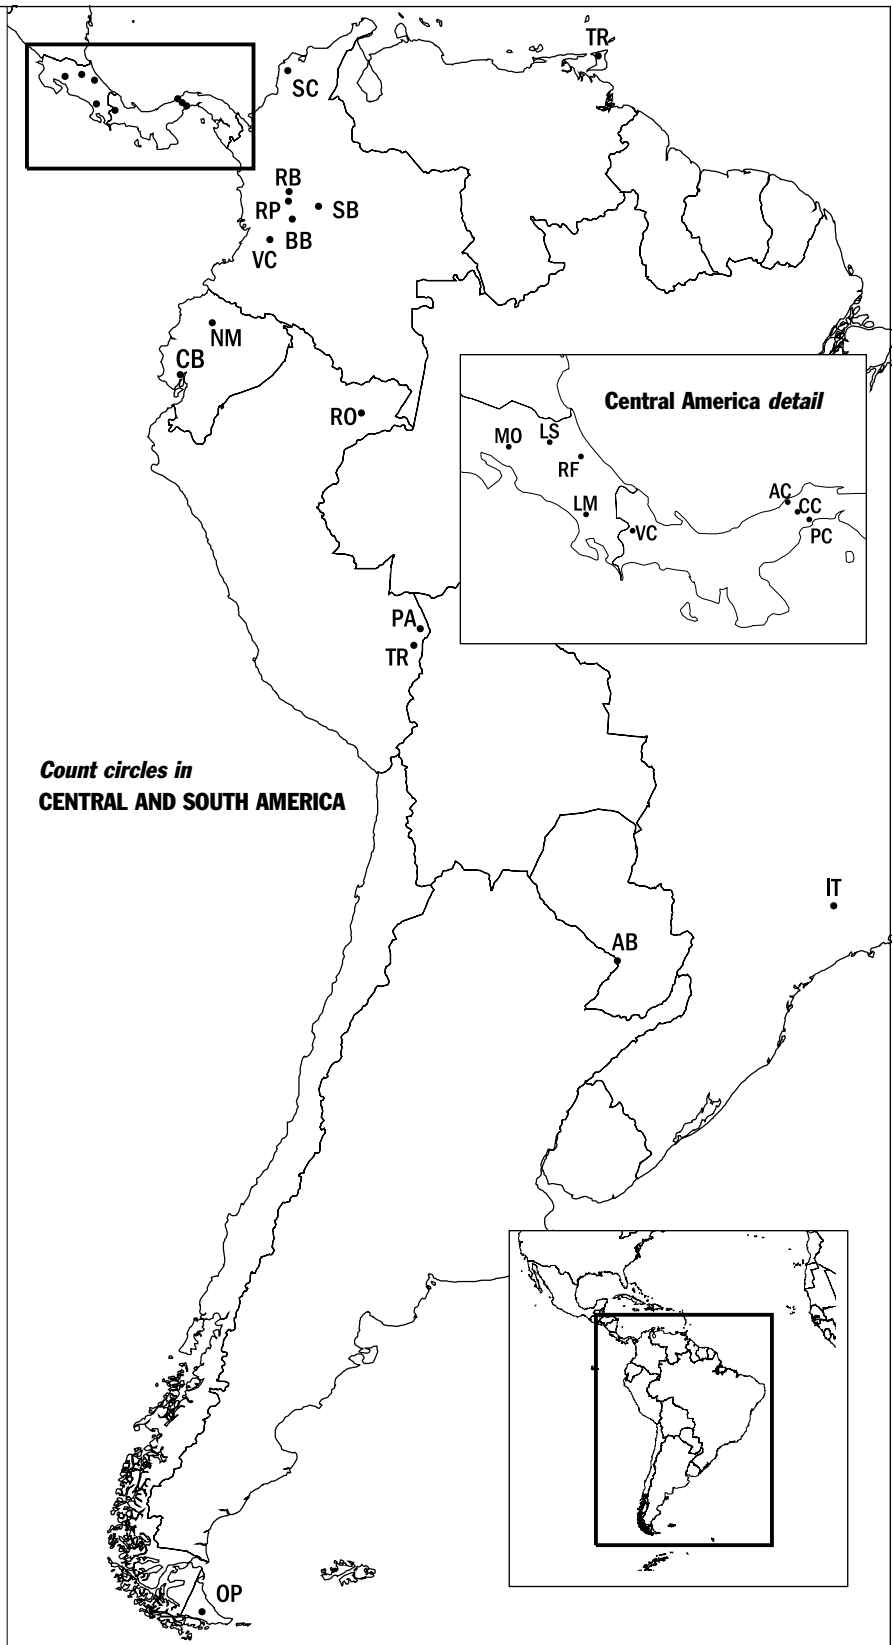 TR
SC
RB
RP
SB
BB
VC
NM
CB
RO
Central America detail
MO
LS
RF
LM
VC
AC
CC
PC
PA
TR
Count circles in
CENTRAL AND SOUTH AMERICA
IT
AB
OP